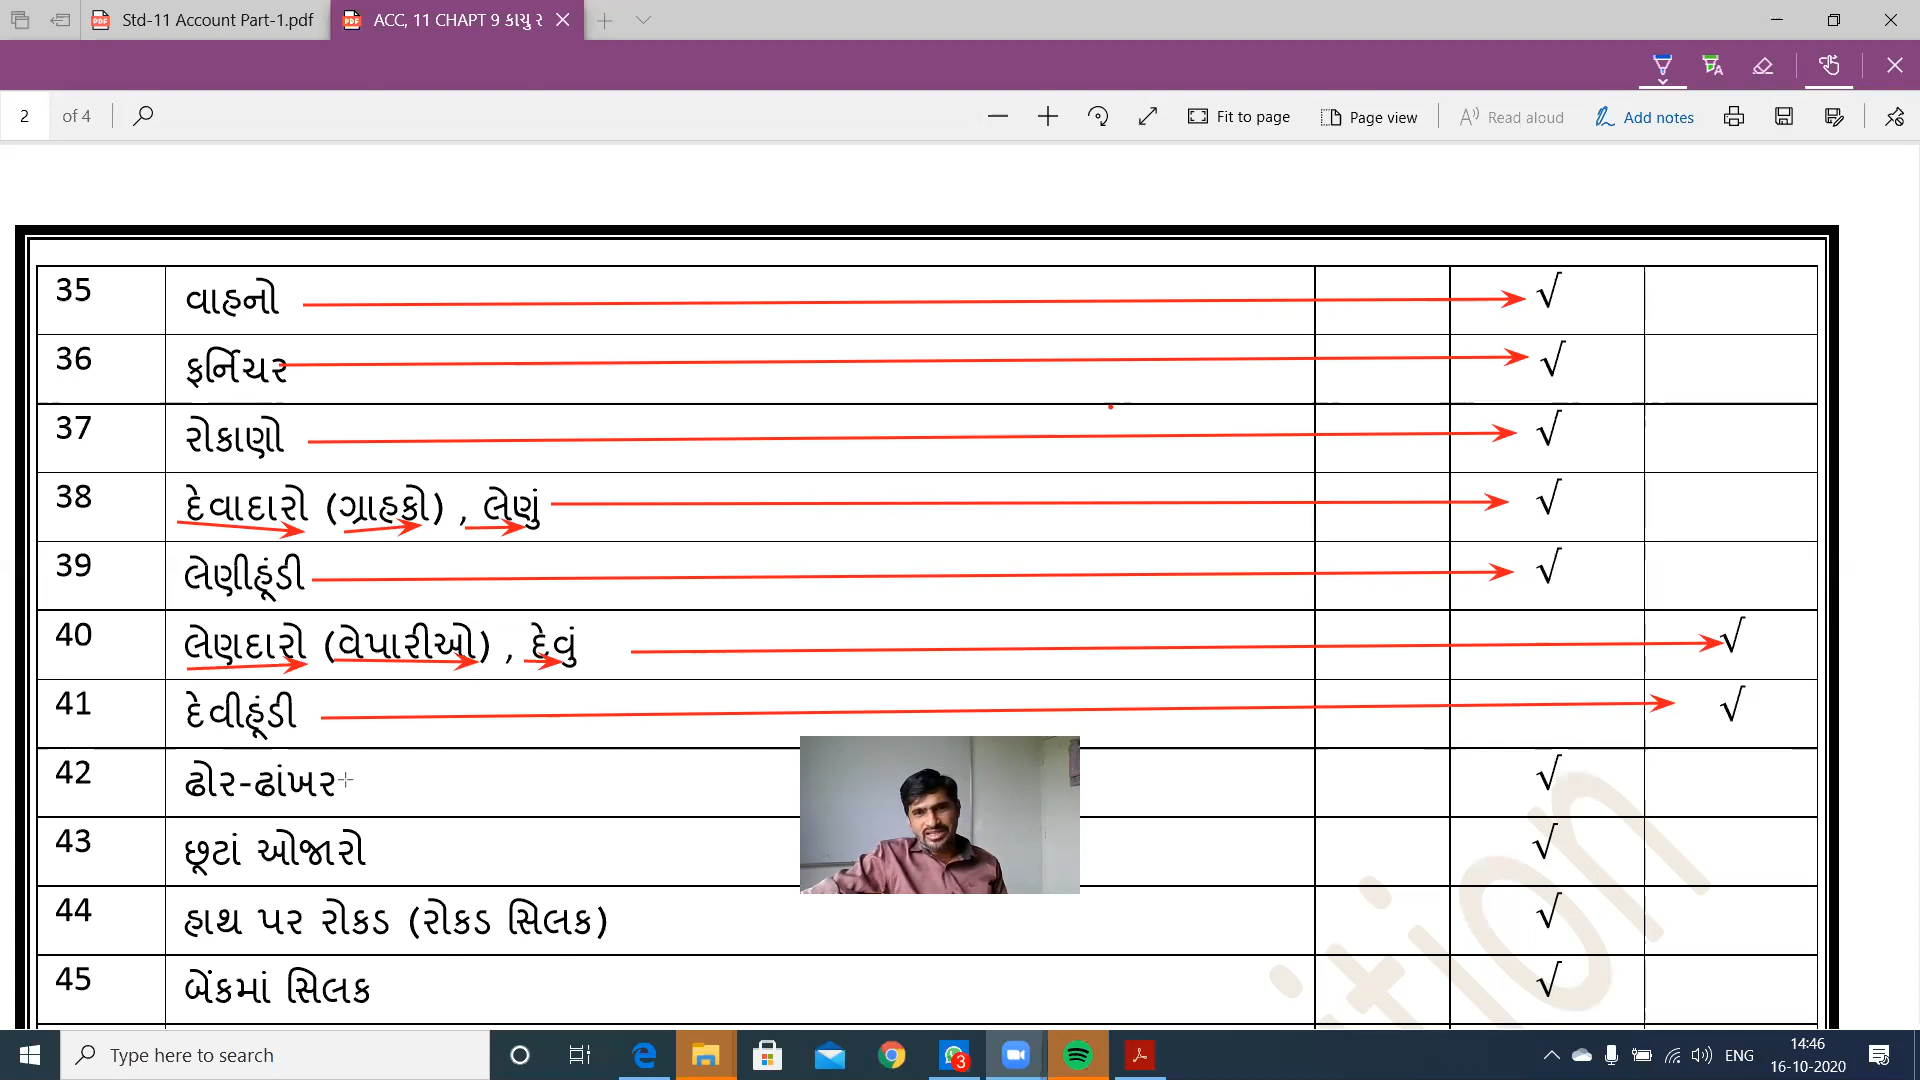 Std-11 Account Part-1.pdf
ACC, 11 CHAPT 9 કાચુ ર
2 of 4
Fit to page
Page view
Read aloud
Add notes
35 વાહનો √
36 ફર્નિચર √
37 રોકાણો √
38 દેવાદારો (ગ્રાહકો) , લેણું √
39 લેણીહૂંડી √
40 લેણદારો (વેપારીઓ) , દેવું √
41 દેવીહૂંડી √
42 ઢોર-ઢાંખર √
43 છૂટાં ઓજારો √
44 હાથ પર રોકડ (રોકડ સિલક) √
45 બેંકમાં સિલક √
ition
Type here to search
3
ENG
14:46
16-10-2020